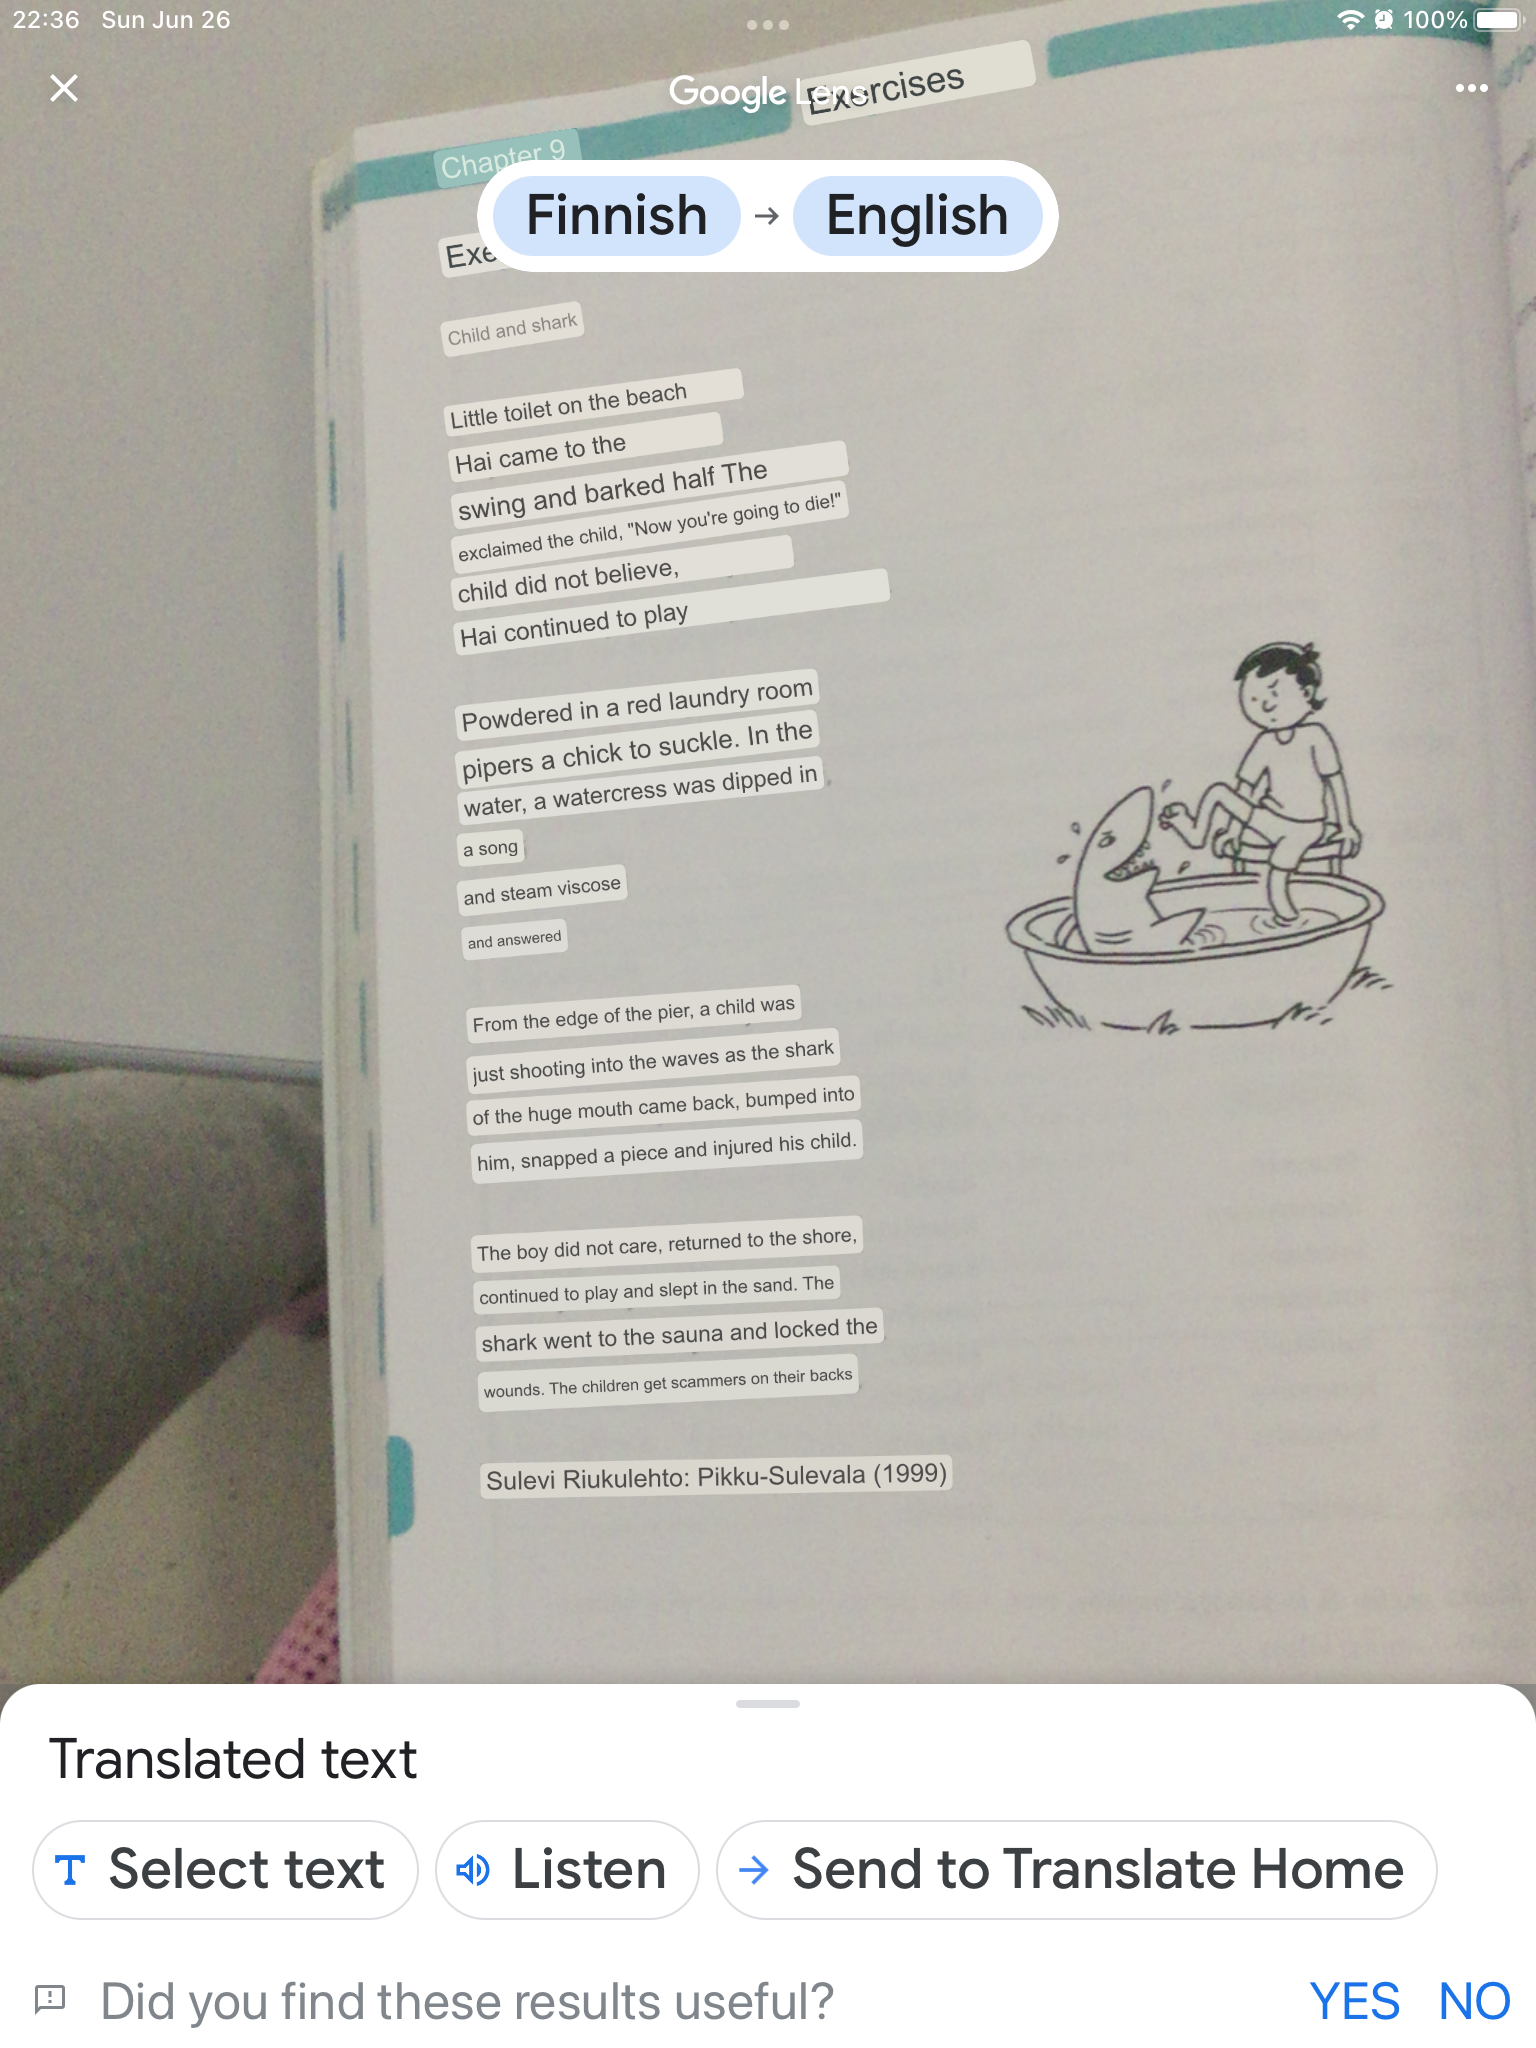 22:36 Sun Jun 26
100%
Google Lens
Exercises
Chapter 9
Finnish → English
Exe
Child and shark
Little toilet on the beach
Hai came to the
swing and barked half The
exclaimed the child, "Now you're going to die!"
child did not believe,
Hai continued to play
Powdered in a red laundry room
pipers a chick to suckle. In the
water, a watercress was dipped in
a song
and steam viscose
and answered
From the edge of the pier, a child was
just shooting into the waves as the shark
of the huge mouth came back, bumped into
him, snapped a piece and injured his child.
The boy did not care, returned to the shore,
continued to play and slept in the sand. The
shark went to the sauna and locked the
wounds. The children get scammers on their backs
Sulevi Riukulehto: Pikku-Sulevala (1999)
Translated text
Select text
Listen
Send to Translate Home
Did you find these results useful?
YES NO